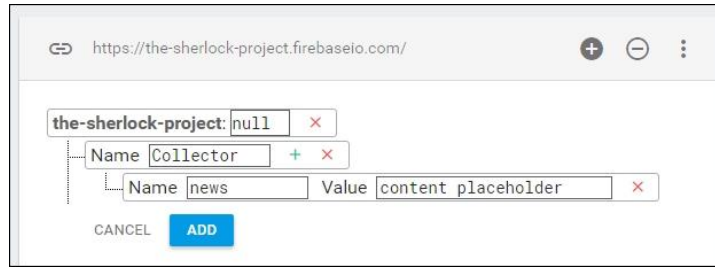 https://the-sherlock-project.firebaseio.com/
the-sherlock-project: null
Name Collector
Name news Value content placeholder
CANCEL ADD